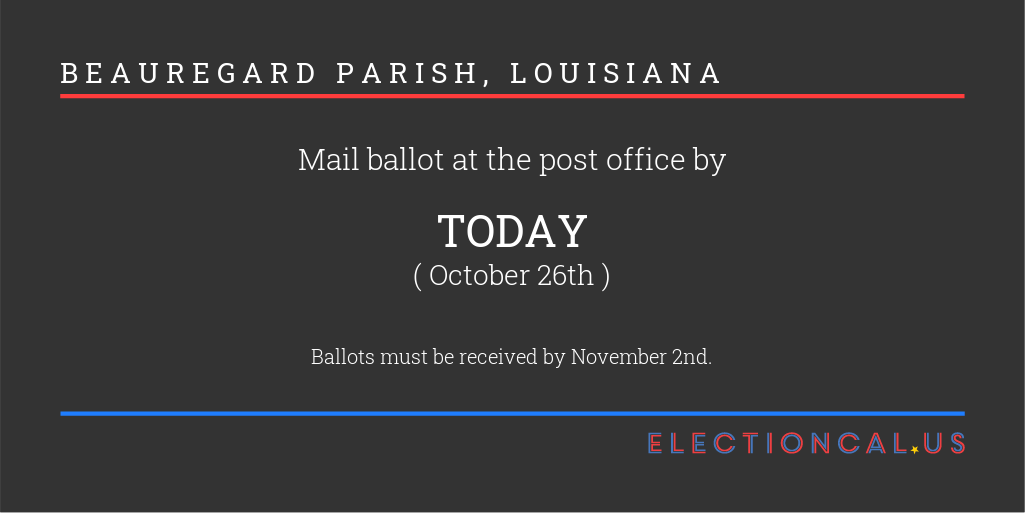 BEAUREGARD PARISH, LOUISIANA
Mail ballot at the post office by
TODAY
( October 26th )
Ballots must be received by November 2nd.
ELECTIONCAL.US